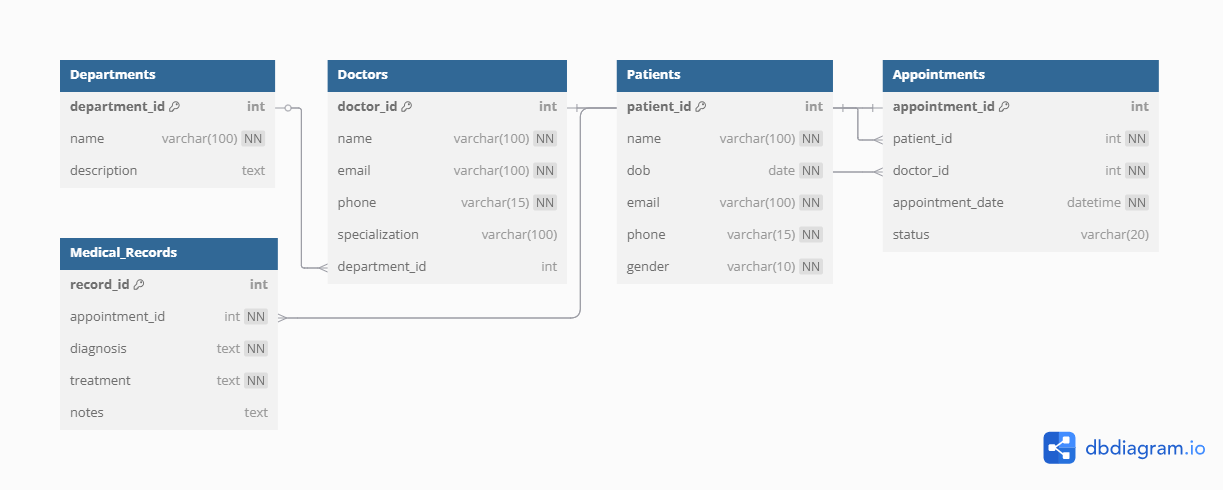 Departments
department_id int
name varchar(100) NN
description text
Doctors
doctor_id int
name varchar(100) NN
email varchar(100) NN
phone varchar(15) NN
specialization varchar(100)
department_id int
Patients
patient_id int
name varchar(100) NN
dob date NN
email varchar(100) NN
phone varchar(15) NN
gender varchar(10) NN
Appointments
appointment_id int
patient_id int NN
doctor_id int NN
appointment_date datetime NN
status varchar(20)
Medical_Records
record_id int
appointment_id int NN
diagnosis text NN
treatment text NN
notes text
dbdiagram.io